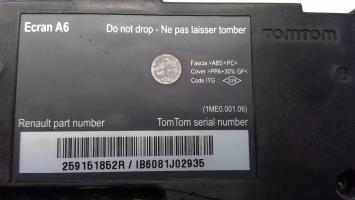 Ecran A6 Do not drop - Ne pas laisser tomber
TOMTOM
Fascia >ABS+PC<
Cover >PPA+30% GF<
Code ITG
(1ME0.001.06)
Renault part number TomTom serial number
259151852R / IB6081J02935